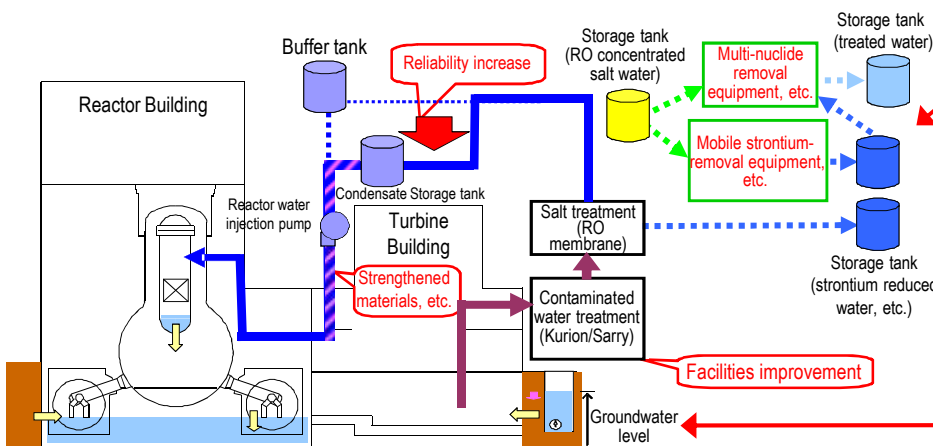 Storage tank
(treated water)
Storage tank
(RO concentrated
salt water)
Multi-nuclide
removal
equipment, etc.
Buffer tank
Reliability increase
Reactor Building
Mobile strontium-
removal equipment,
etc.
Condensate Storage tank
Reactor water
injection pump
Turbine
Building
Salt treatment
(RO
membrane)
Storage tank
(strontium reduced
water, etc.)
Strengthened
materials, etc.
Contaminated
water treatment
(Kurion/Sarry)
Facilities improvement
Groundwater
level